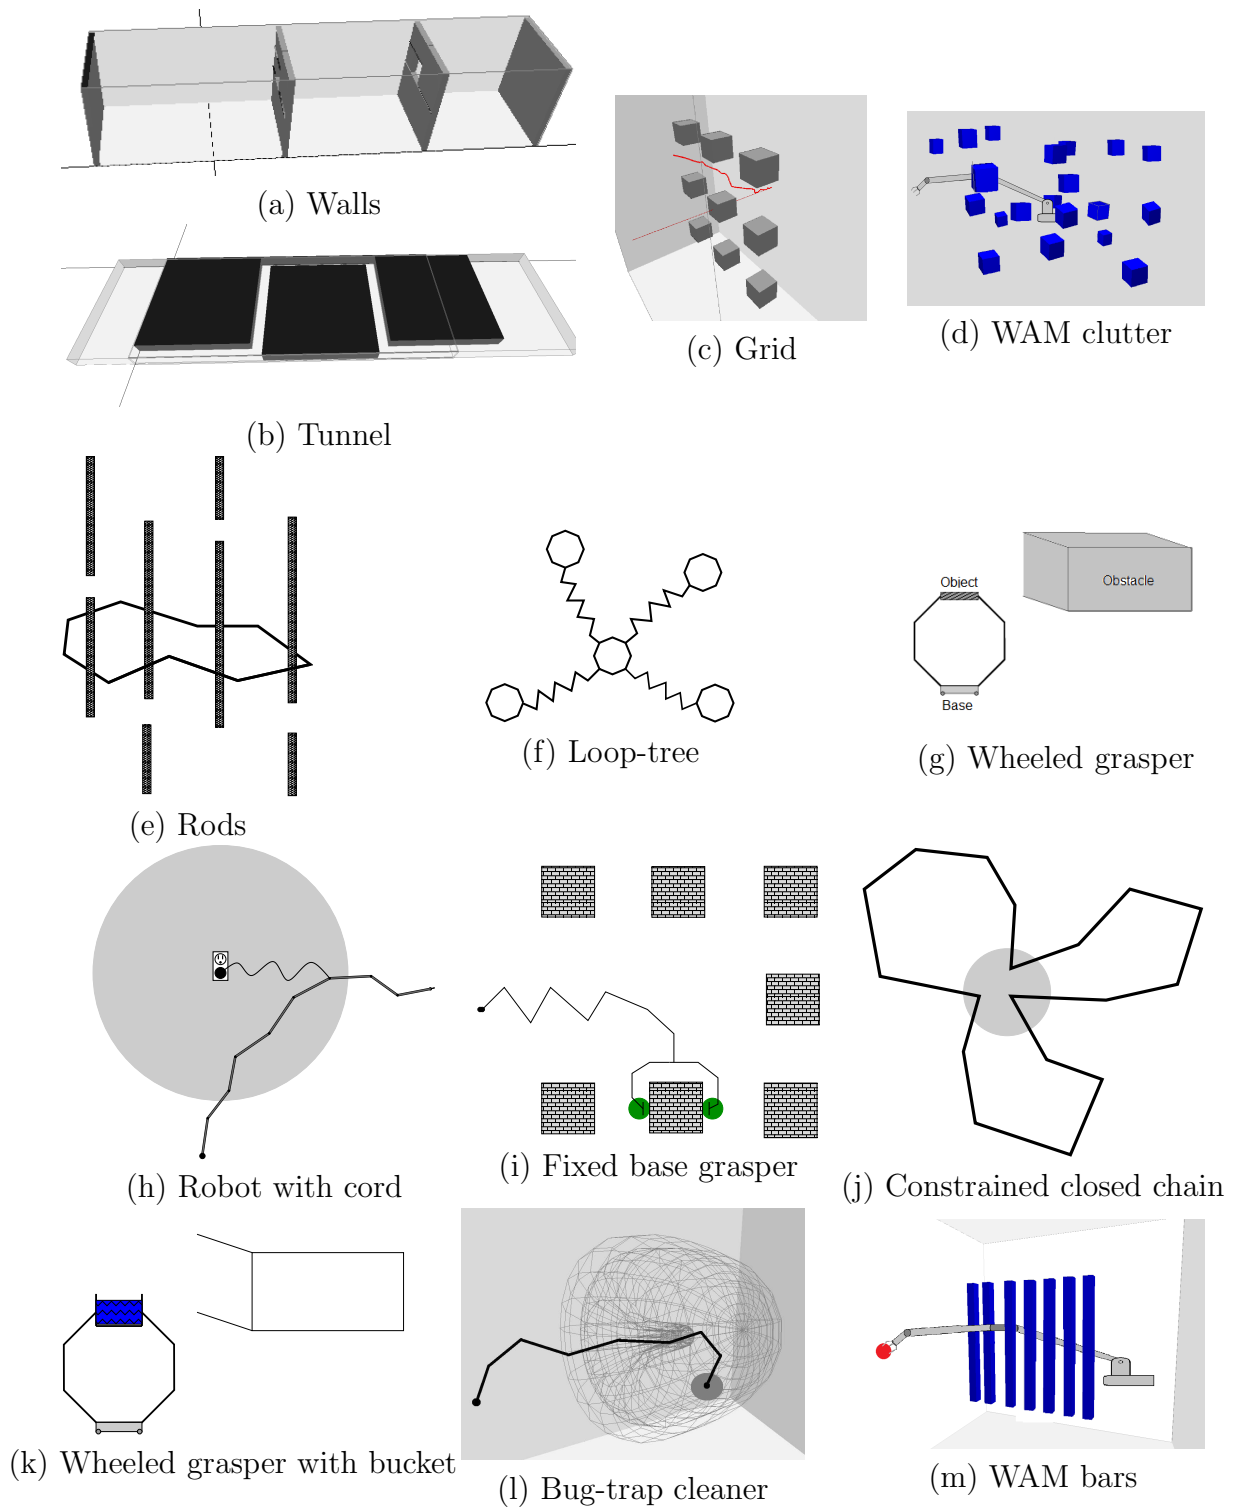 (a) Walls
(b) Tunnel
(c) Grid
(d) WAM clutter
(e) Rods
(f) Loop-tree
Object
Obstacle
Base
(g) Wheeled grasper
(h) Robot with cord
(i) Fixed base grasper
(j) Constrained closed chain
(k) Wheeled grasper with bucket
(l) Bug-trap cleaner
(m) WAM bars